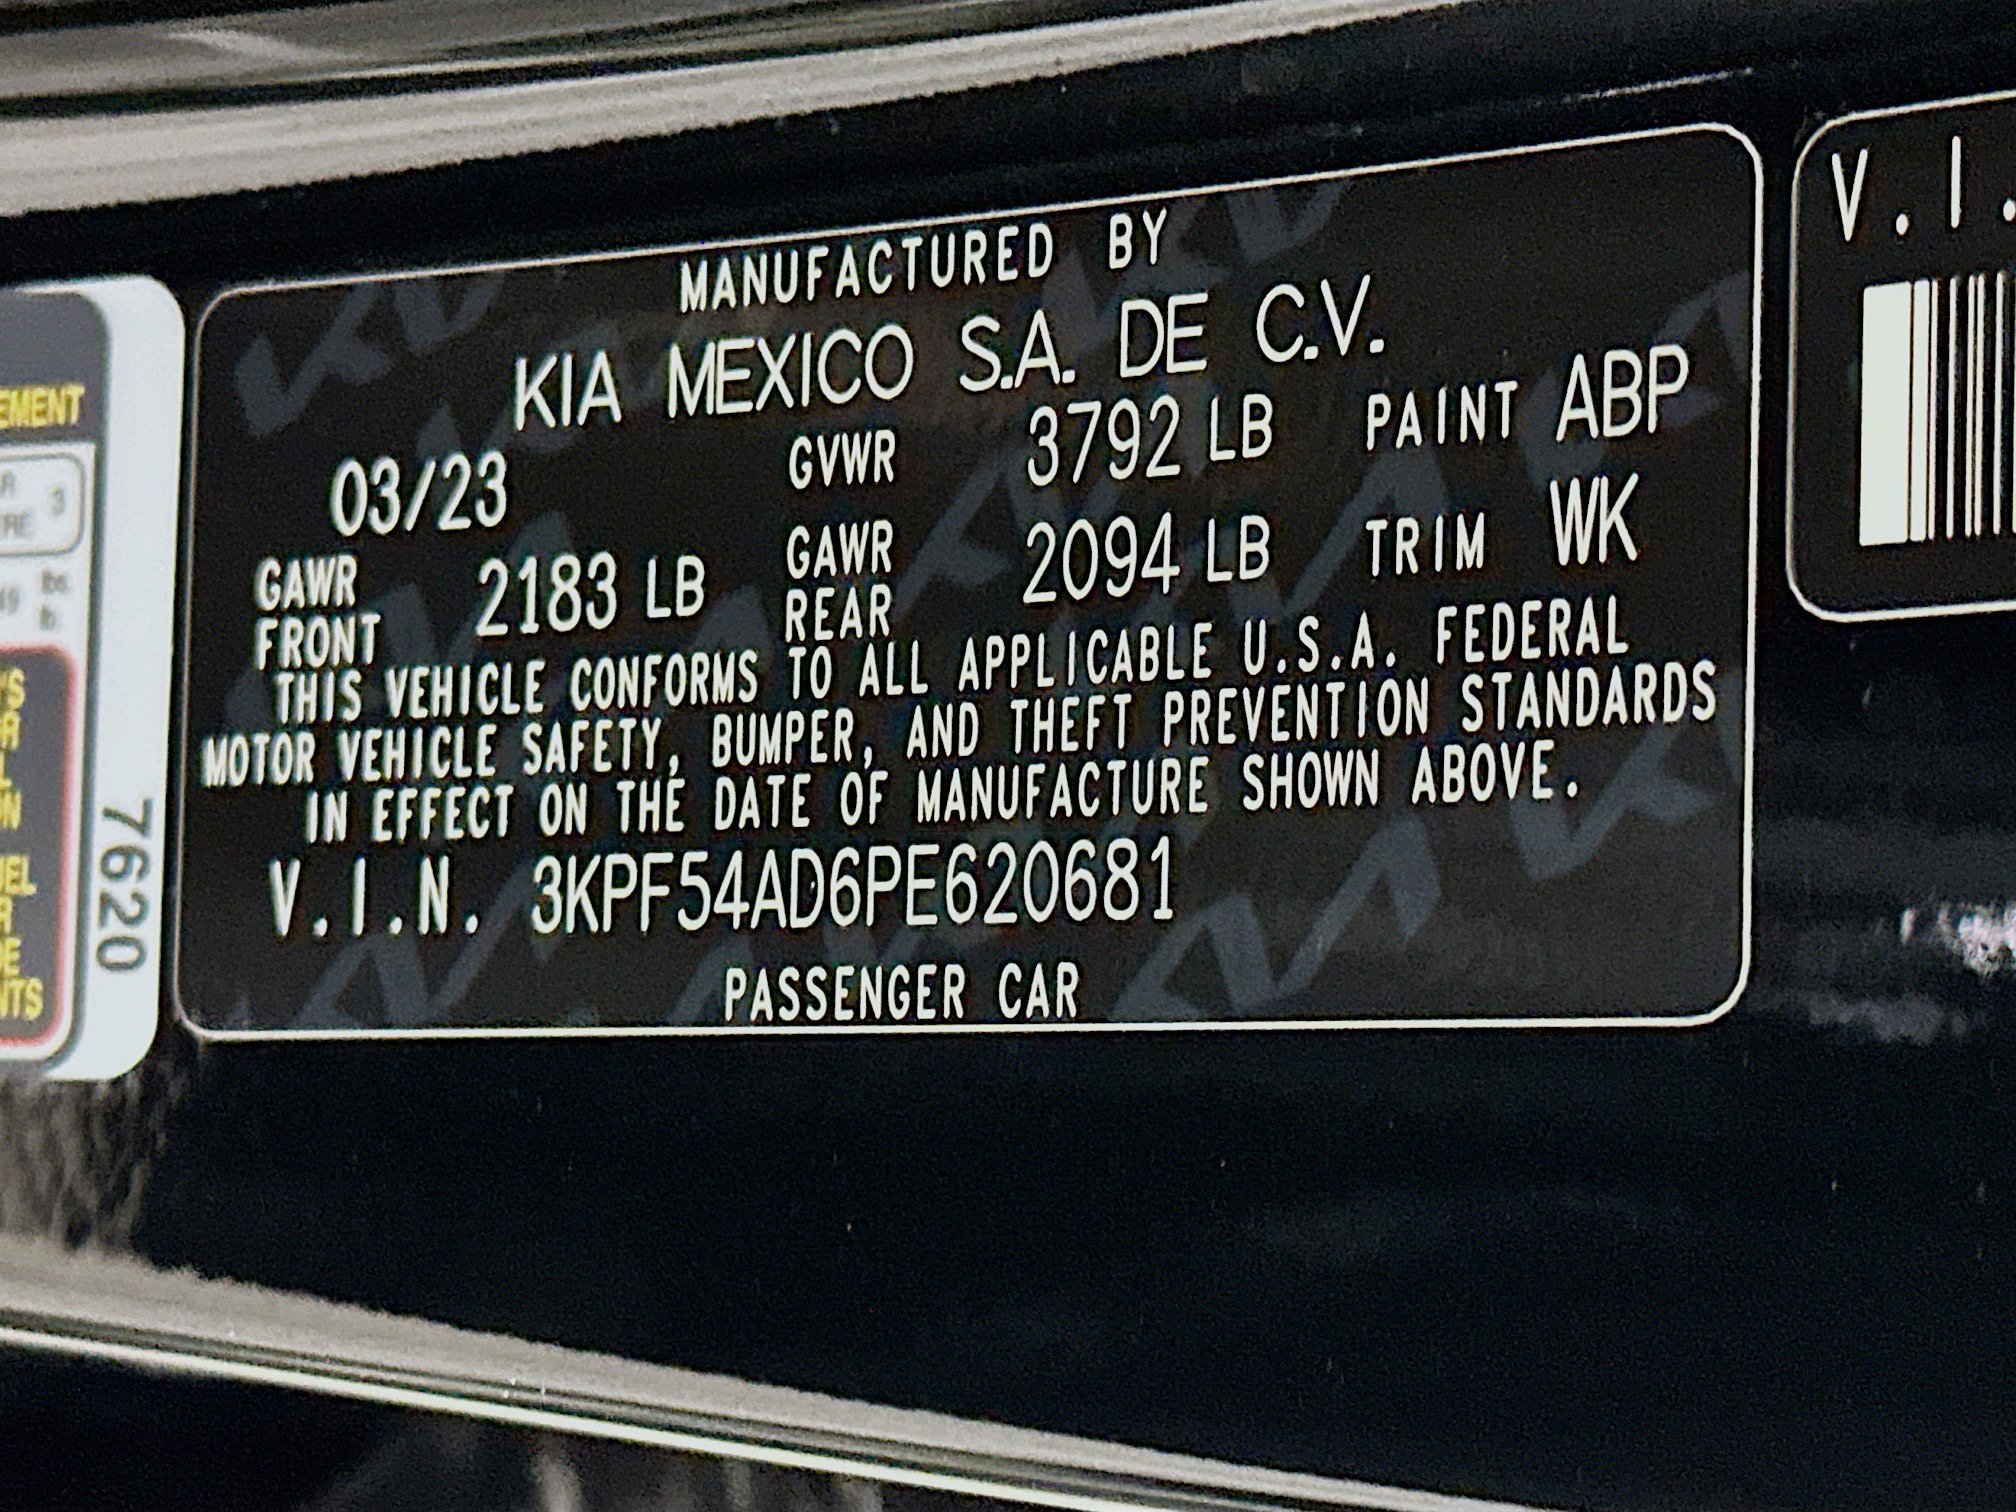 MANUFACTURED BY
KIA MEXICO S.A. DE C.V.
03/23 GVWR 3792 LB PAINT ABP
GAWR FRONT 2183 LB GAWR REAR 2094 LB TRIM WK
THIS VEHICLE CONFORMS TO ALL APPLICABLE U.S.A. FEDERAL
MOTOR VEHICLE SAFETY, BUMPER, AND THEFT PREVENTION STANDARDS
IN EFFECT ON THE DATE OF MANUFACTURE SHOWN ABOVE.
V.I.N. 3KPF54AD6PE620681
PASSENGER CAR
7620
V.I.